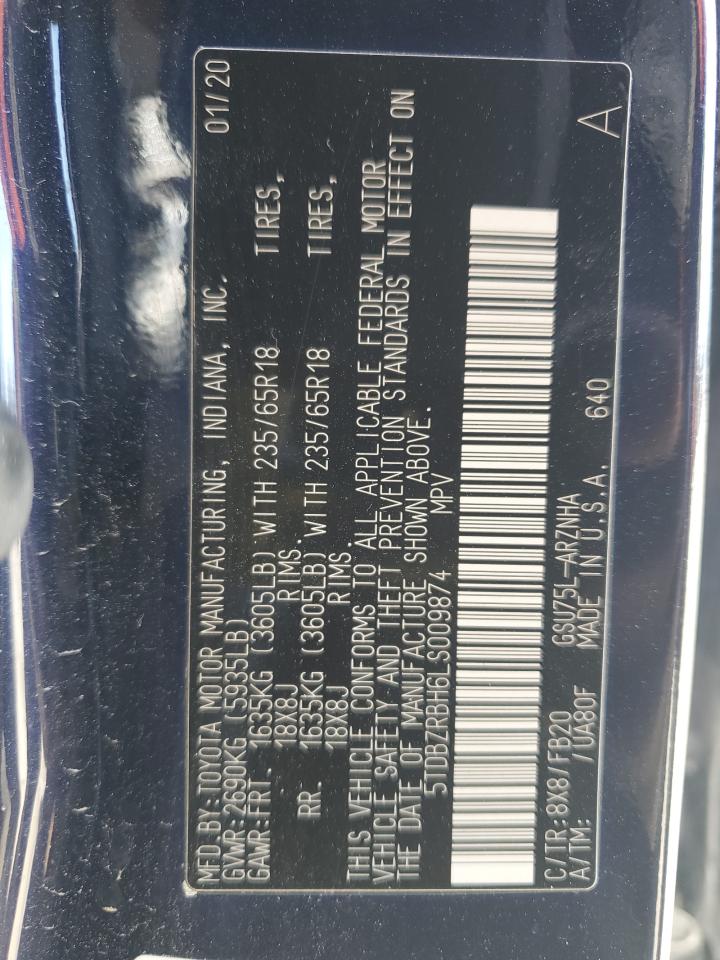 MFD BY:TOYOTA MOTOR MANUFACTURING, INDIANA, INC. 01/20
GVWR:2690KG (5935LB)
GAWR:FRT. 1635KG (3605LB) WITH 235/65R18 TIRES,
18X8J RIMS.
RR. 1635KG (3605LB) WITH 235/65R18 TIRES,
18X8J RIMS.
THIS VEHICLE CONFORMS TO ALL APPLICABLE FEDERAL MOTOR
VEHICLE SAFETY AND THEFT PREVENTION STANDARDS IN EFFECT ON
THE DATE OF MANUFACTURE SHOWN ABOVE.
5TDBZRBH6LS009874 MPV
C/TR:8X8/FB20 GSU75L-ARZNHA
A/TM: /UA80F MADE IN U.S.A. 640 A